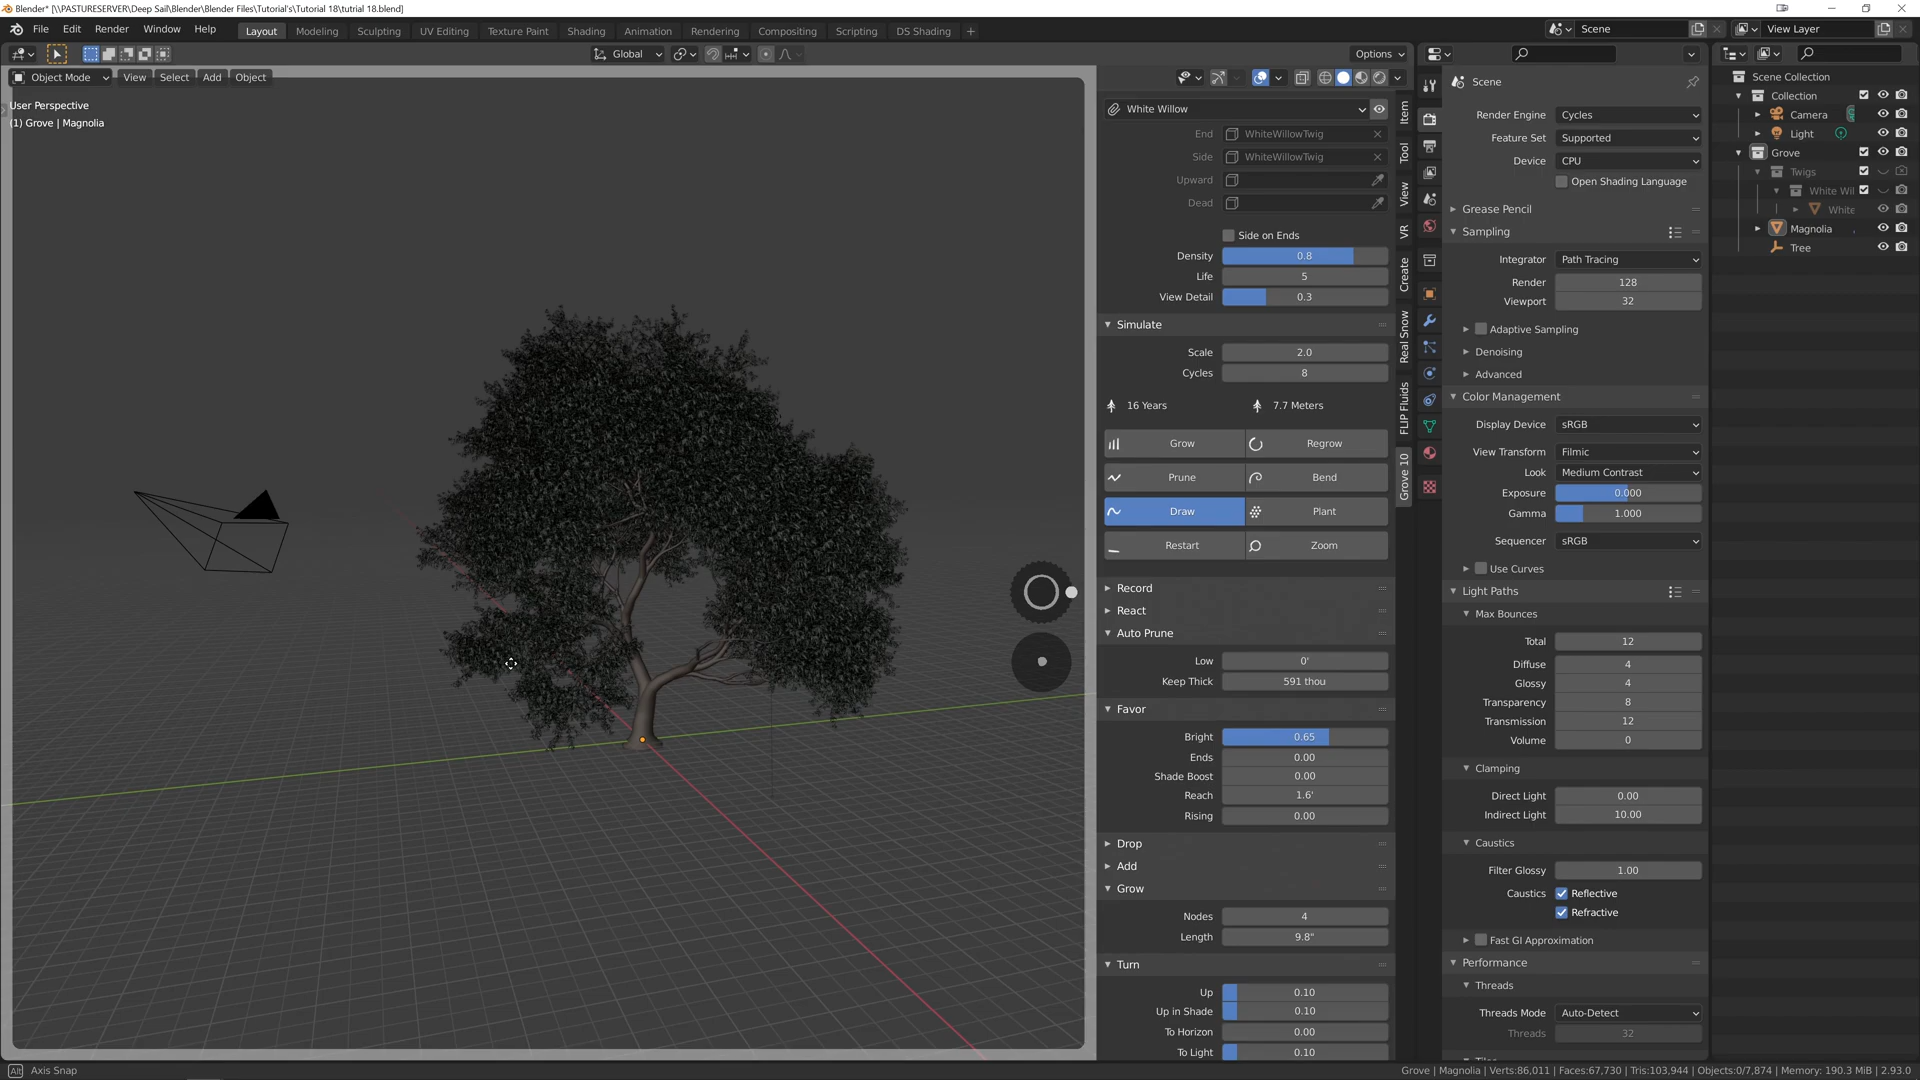 Blender* [\\PASTURESERVER\Deep Sail\Blender\Blender Files\Tutorial's\Tutorial 18\tutrial 18.blend]
File Edit Render Window Help Layout Modeling Sculpting UV Editing Texture Paint Shading Animation Rendering Compositing Scripting DS Shading + Scene View Layer
Global Options
Object Mode View Select Add Object
User Perspective
(1) Grove | Magnolia
White Willow
End WhiteWillowTwig
Side WhiteWillowTwig
Upward
Dead
Side on Ends
Density 0.8
Life 5
View Detail 0.3
Simulate
Scale 2.0
Cycles 8
16 Years 7.7 Meters
Grow Regrow
Prune Bend
Draw Plant
Restart Zoom
Record
React
Auto Prune
Low 0'
Keep Thick 591 thou
Favor
Bright 0.65
Ends 0.00
Shade Boost 0.00
Reach 1.6'
Rising 0.00
Drop
Add
Grow
Nodes 4
Length 9.8"
Turn
Up 0.10
Up in Shade 0.10
To Horizon 0.00
To Light 0.10
Item
Tool
View
VR
Create
Real Snow
FLIP Fluids
Grove 10
Scene
Render Engine Cycles
Feature Set Supported
Device CPU
Open Shading Language
Grease Pencil
Sampling
Integrator Path Tracing
Render 128
Viewport 32
Adaptive Sampling
Denoising
Advanced
Color Management
Display Device sRGB
View Transform Filmic
Look Medium Contrast
Exposure 0.000
Gamma 1.000
Sequencer sRGB
Use Curves
Light Paths
Max Bounces
Total 12
Diffuse 4
Glossy 4
Transparency 8
Transmission 12
Volume 0
Clamping
Direct Light 0.00
Indirect Light 10.00
Caustics
Filter Glossy 1.00
Caustics Reflective
Refractive
Fast GI Approximation
Performance
Threads
Threads Mode Auto-Detect
Threads 32
Scene Collection
Collection
Camera
Light
Grove
Twigs
White Wil
White
Magnolia
Tree
Alt Axis Snap
Grove | Magnolia | Verts:86,011 | Faces:67,730 | Tris:103,944 | Objects:0/7,874 | Memory: 190.3 MiB | 2.93.0